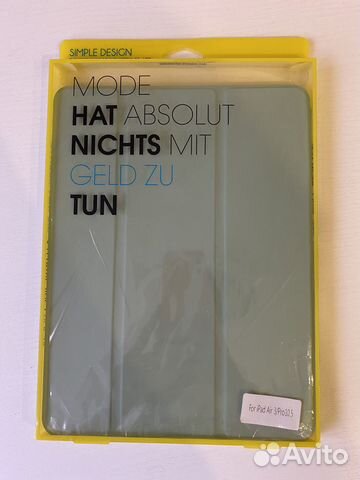 SIMPLE DESIGN
MODE
HAT ABSOLUT
NICHTS MIT
GELD ZU
TUN
For iPad Air 3/Pro10.5
Avito